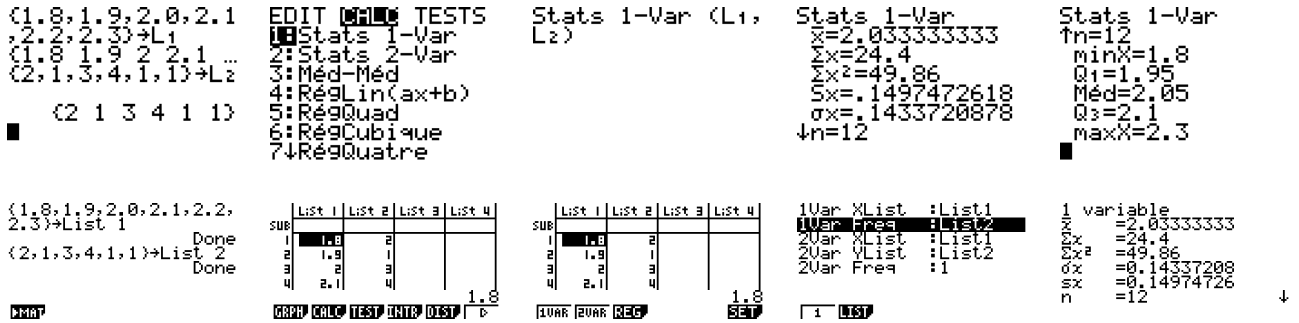 {1.8,1.9,2.0,2.1
,2.2,2.3}→L₁
{1.8 1.9 2 2.1 …
{2,1,3,4,1,1}→L₂
{2 1 3 4 1 1}
EDIT CALC TESTS
1:Stats 1-Var
2:Stats 2-Var
3:Méd-Méd
4:RégLin(ax+b)
5:RégQuad
6:RégCubique
7↓RégQuatre
Stats 1-Var (L₁,
L₂)
Stats 1-Var
x̄=2.033333333
Σx=24.4
Σx²=49.86
Sx=.1497472618
σx=.1433720878
↓n=12
Stats 1-Var
↑n=12
minX=1.8
Q₁=1.95
Méd=2.05
Q₃=2.1
maxX=2.3
{1.8,1.9,2.0,2.1,2.2,
2.3}→List 1
Done
{2,1,3,4,1,1}→List 2
Done
▶MAT
List 1 List 2 List 3 List 4
SUB
1 1.8 2
2 1.9 1
3 2 3
4 2.1 4
1.8
GRPH CALC TEST INTR DIST ▷
List 1 List 2 List 3 List 4
SUB
1 1.8 2
2 1.9 1
3 2 3
4 2.1 4
1.8
1VAR 2VAR REG SET
1Var XList :List1
1Var Freq :List2
2Var XList :List1
2Var YList :List2
2Var Freq :1
1 LIST
1 variable
x̄ =2.03333333
Σx =24.4
Σx² =49.86
σx =0.14337208
sx =0.14974726
n =12 ↓